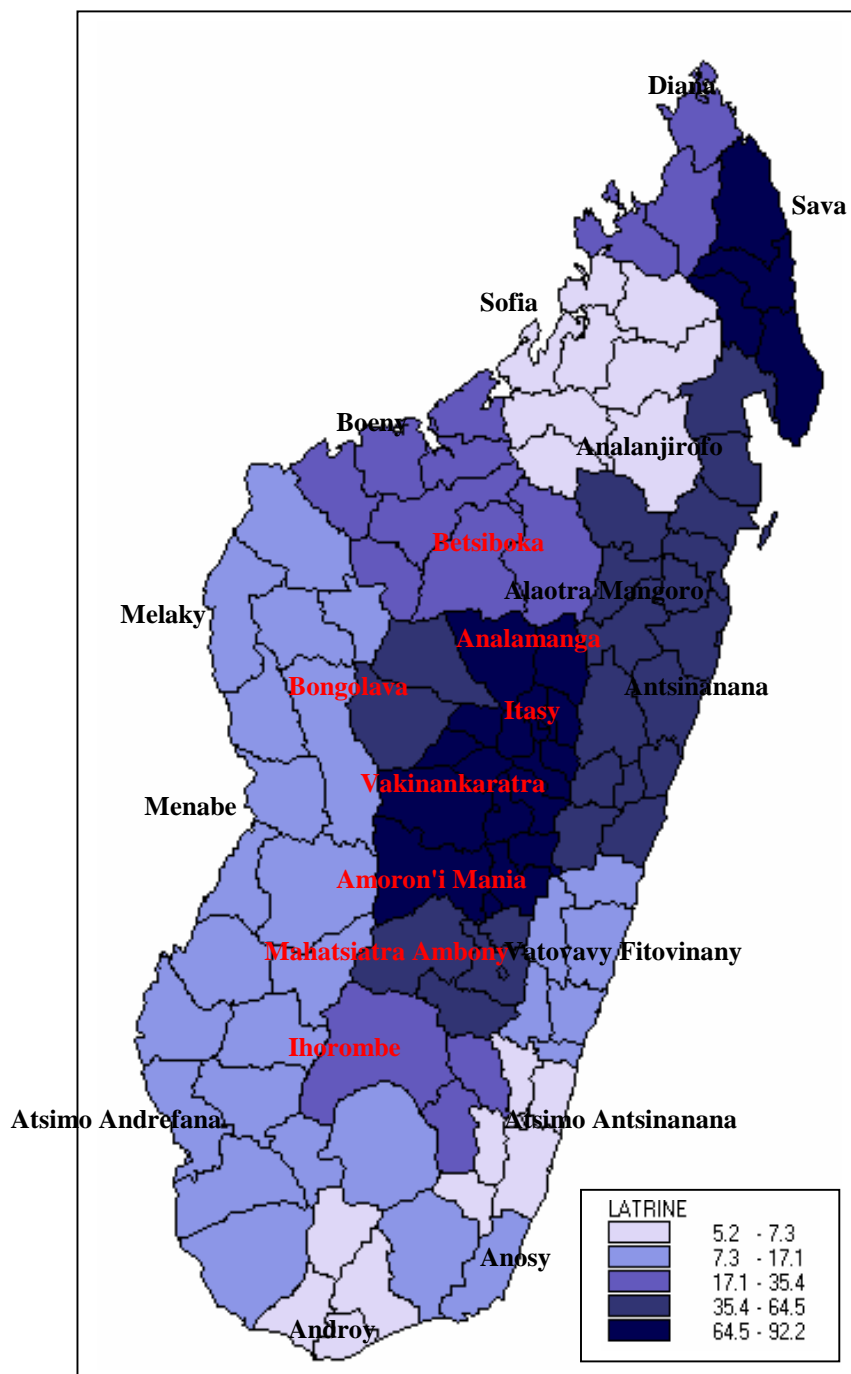 Diana
Sava
Sofia
Boeny
Analanjirofo
Betsiboka
Alaotra Mangoro
Melaky
Analamanga
Bongolava
Antsinanana
Itasy
Vakinankaratra
Menabe
Amoron'i Mania
Mahatsiatra Ambony
Vatovavy Fitovinany
Ihorombe
Atsimo Andrefana.
Atsimo Antsinanana
LATRINE
5.2 - 7.3
7.3 - 17.1
17.1 - 35.4
35.4 - 64.5
64.5 - 92.2
Anosy
Androy